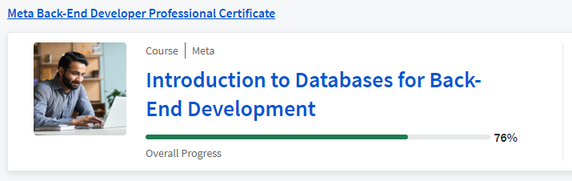 Meta Back-End Developer Professional Certificate
Course | Meta
Introduction to Databases for Back-
End Development
76%
Overall Progress